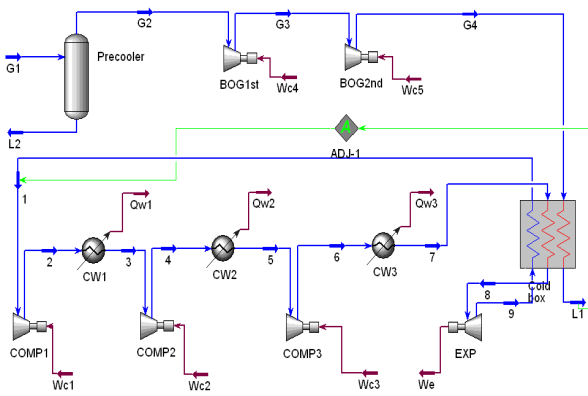 G2
G3
G4
G1
Precooler
BOG1st
Wc4
BOG2nd
Wc5
L2
A
ADJ-1
1
Qw1
Qw2
Qw3
2
CW1
3
4
CW2
5
6
CW3
7
Cold box
8
9
L1
COMP1
COMP2
COMP3
EXP
Wc1
Wc2
Wc3
We